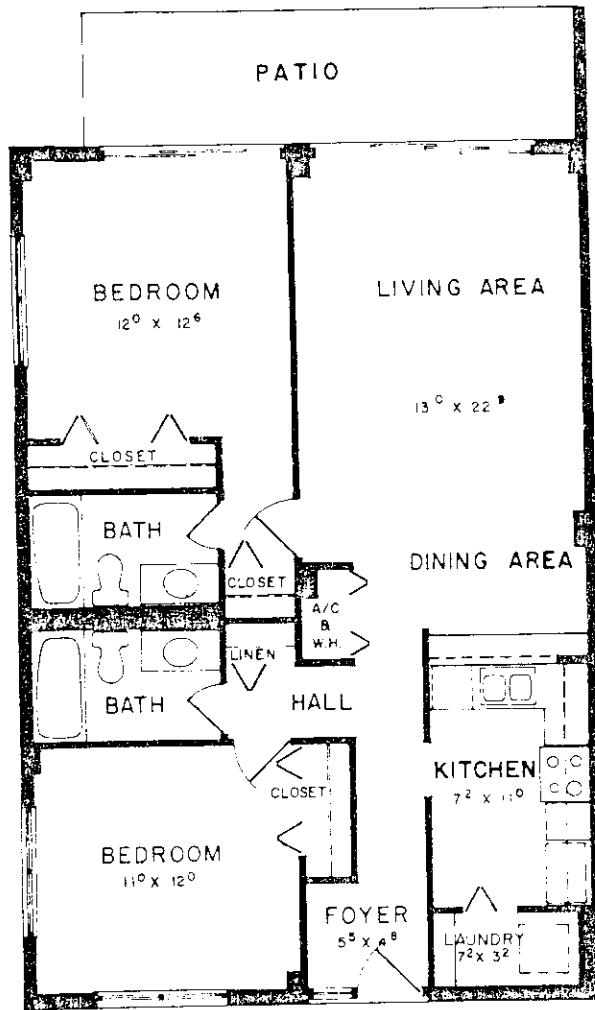 PATIO
BEDROOM
12⁰ X 12⁶
LIVING AREA
13⁰ X 22⁸
CLOSET
BATH
DINING AREA
CLOSET
A/C
&
W.H.
LINEN
BATH
HALL
KITCHEN
7² X 11⁰
CLOSET
BEDROOM
11⁰ X 12⁰
FOYER
5⁵ X 4⁸
LAUNDRY
7² X 3²